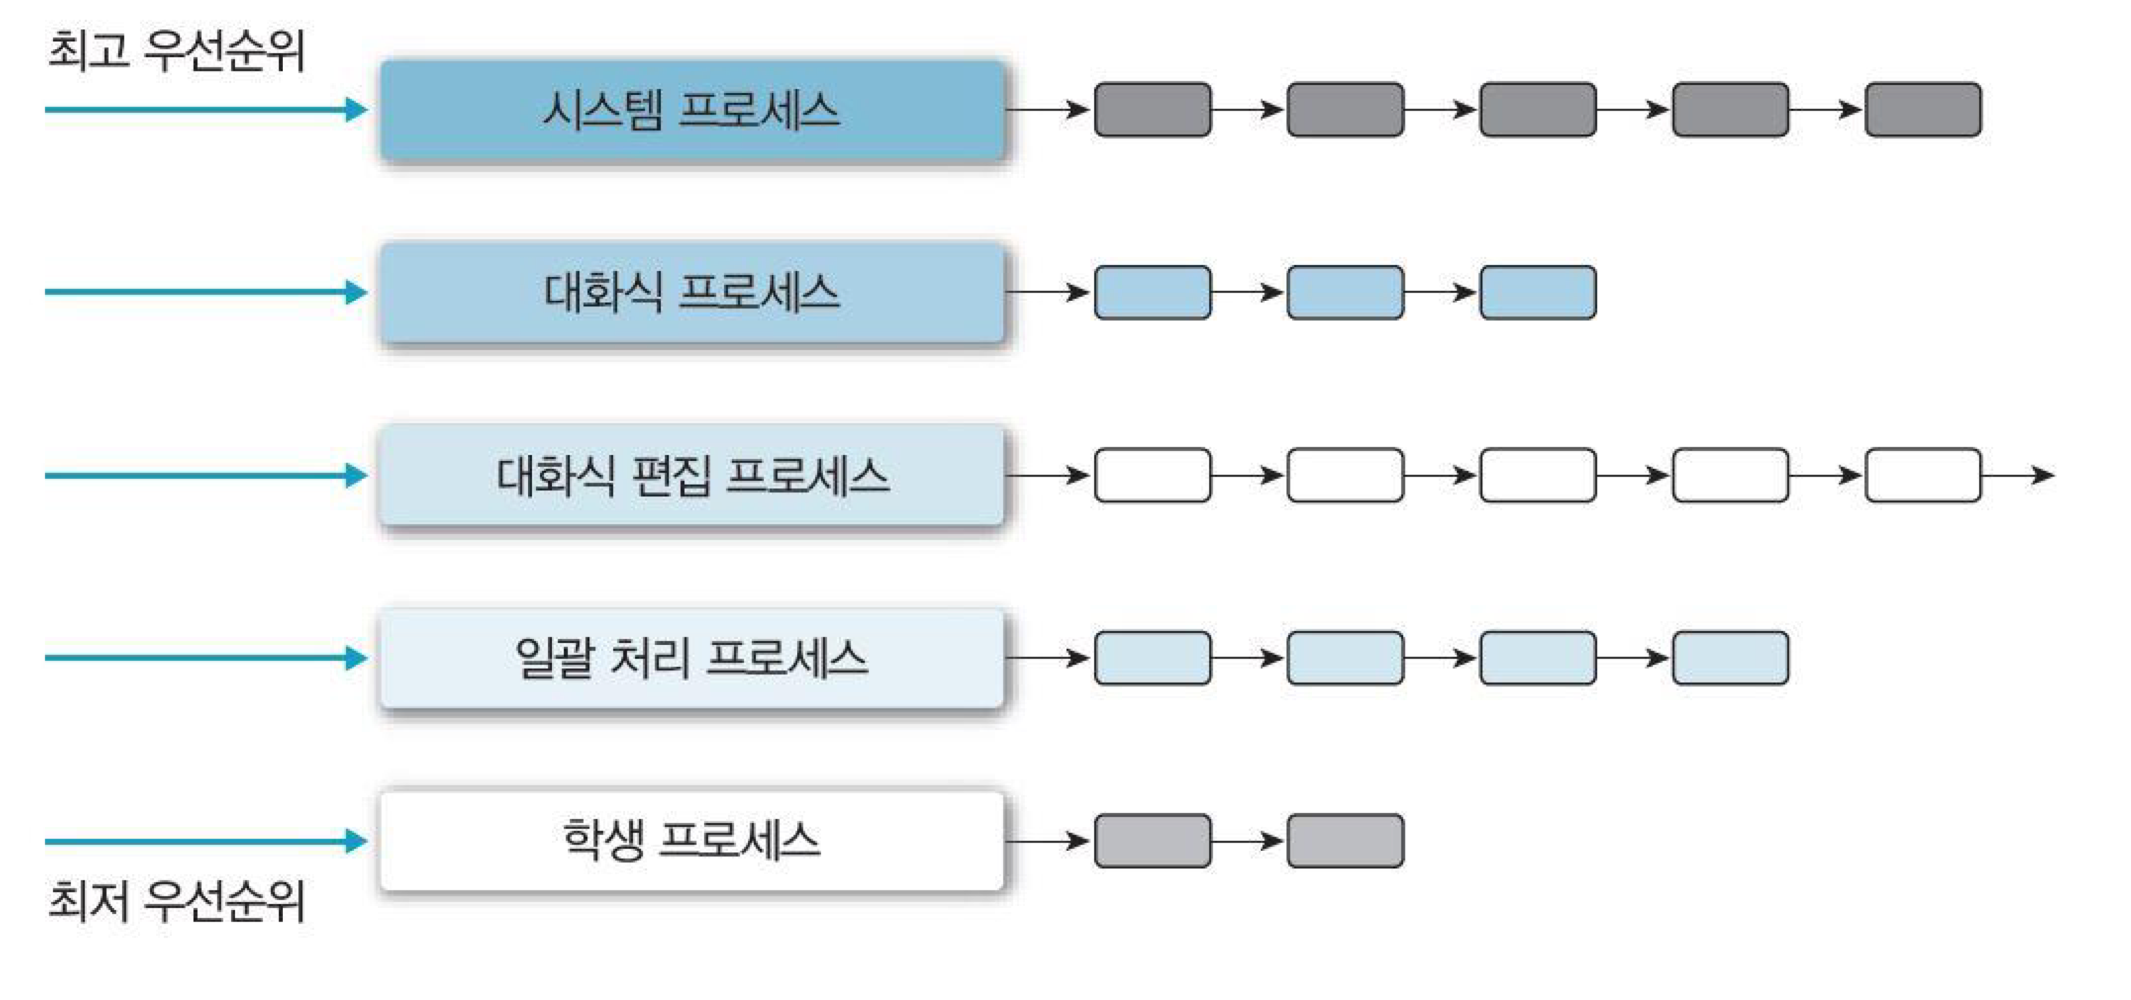 최고 우선순위
시스템 프로세스
대화식 프로세스
대화식 편집 프로세스
일괄 처리 프로세스
학생 프로세스
최저 우선순위